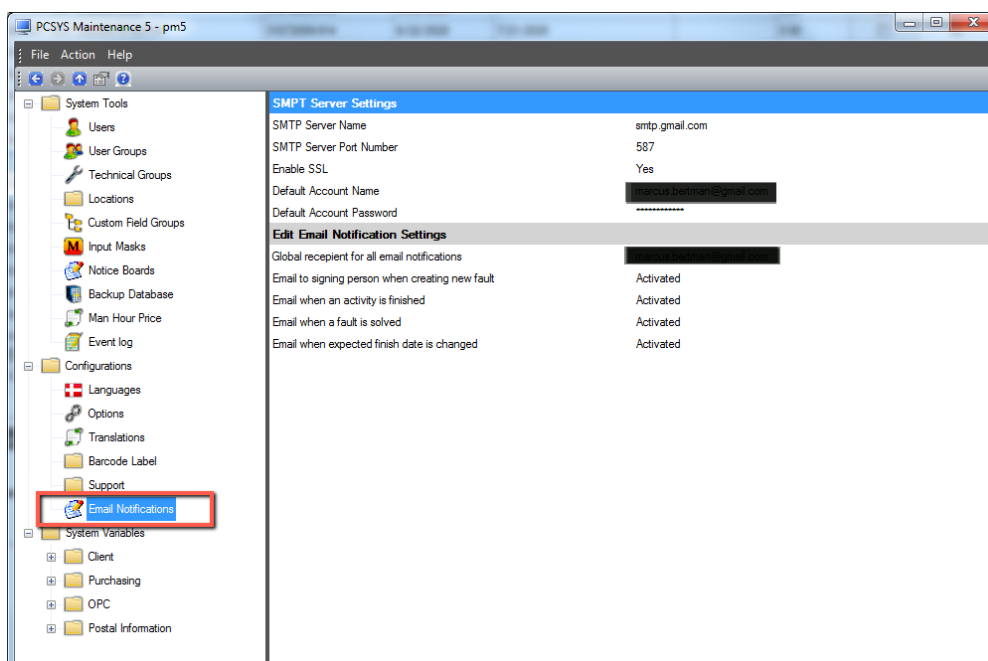 PCSYS Maintenance 5 - pm5
File Action Help
System Tools
Users
User Groups
Technical Groups
Locations
Custom Field Groups
Input Masks
Notice Boards
Backup Database
Man Hour Price
Event log
Configurations
Languages
Options
Translations
Barcode Label
Support
Email Notifications
System Variables
Client
Purchasing
OPC
Postal Information
SMPT Server Settings
SMTP Server Name smtp.gmail.com
SMTP Server Port Number 587
Enable SSL Yes
Default Account Name
Default Account Password ************
Edit Email Notification Settings
Global recepient for all email notifications
Email to signing person when creating new fault Activated
Email when an activity is finished Activated
Email when a fault is solved Activated
Email when expected finish date is changed Activated